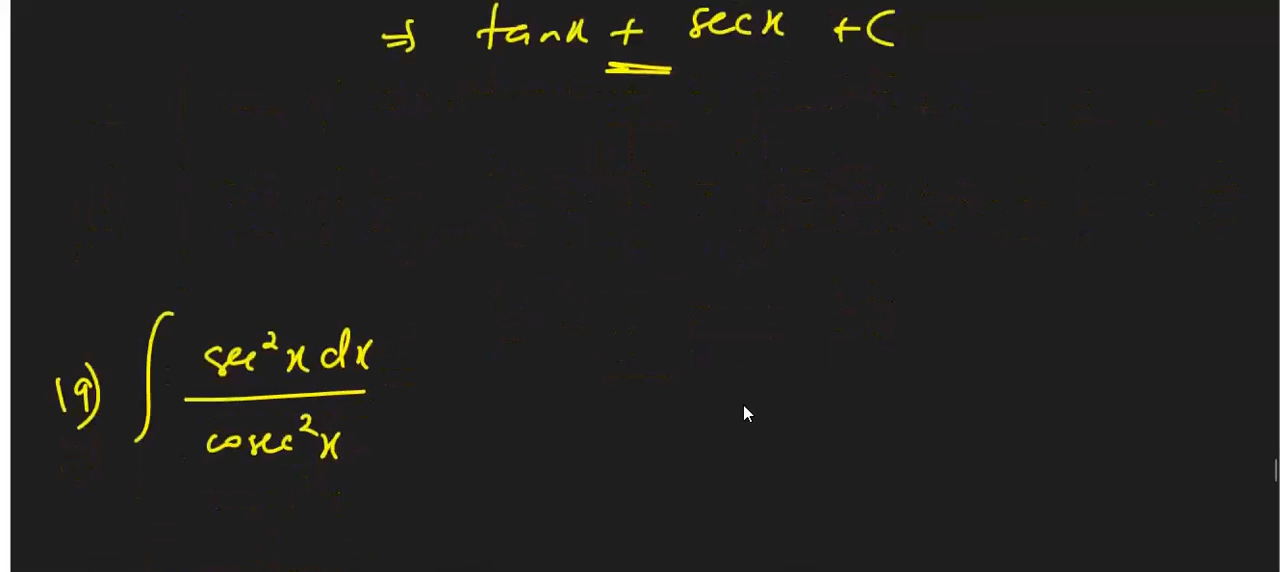 ⇒ tanx + secx + C
19) ∫ sec²x dx
cosec²x